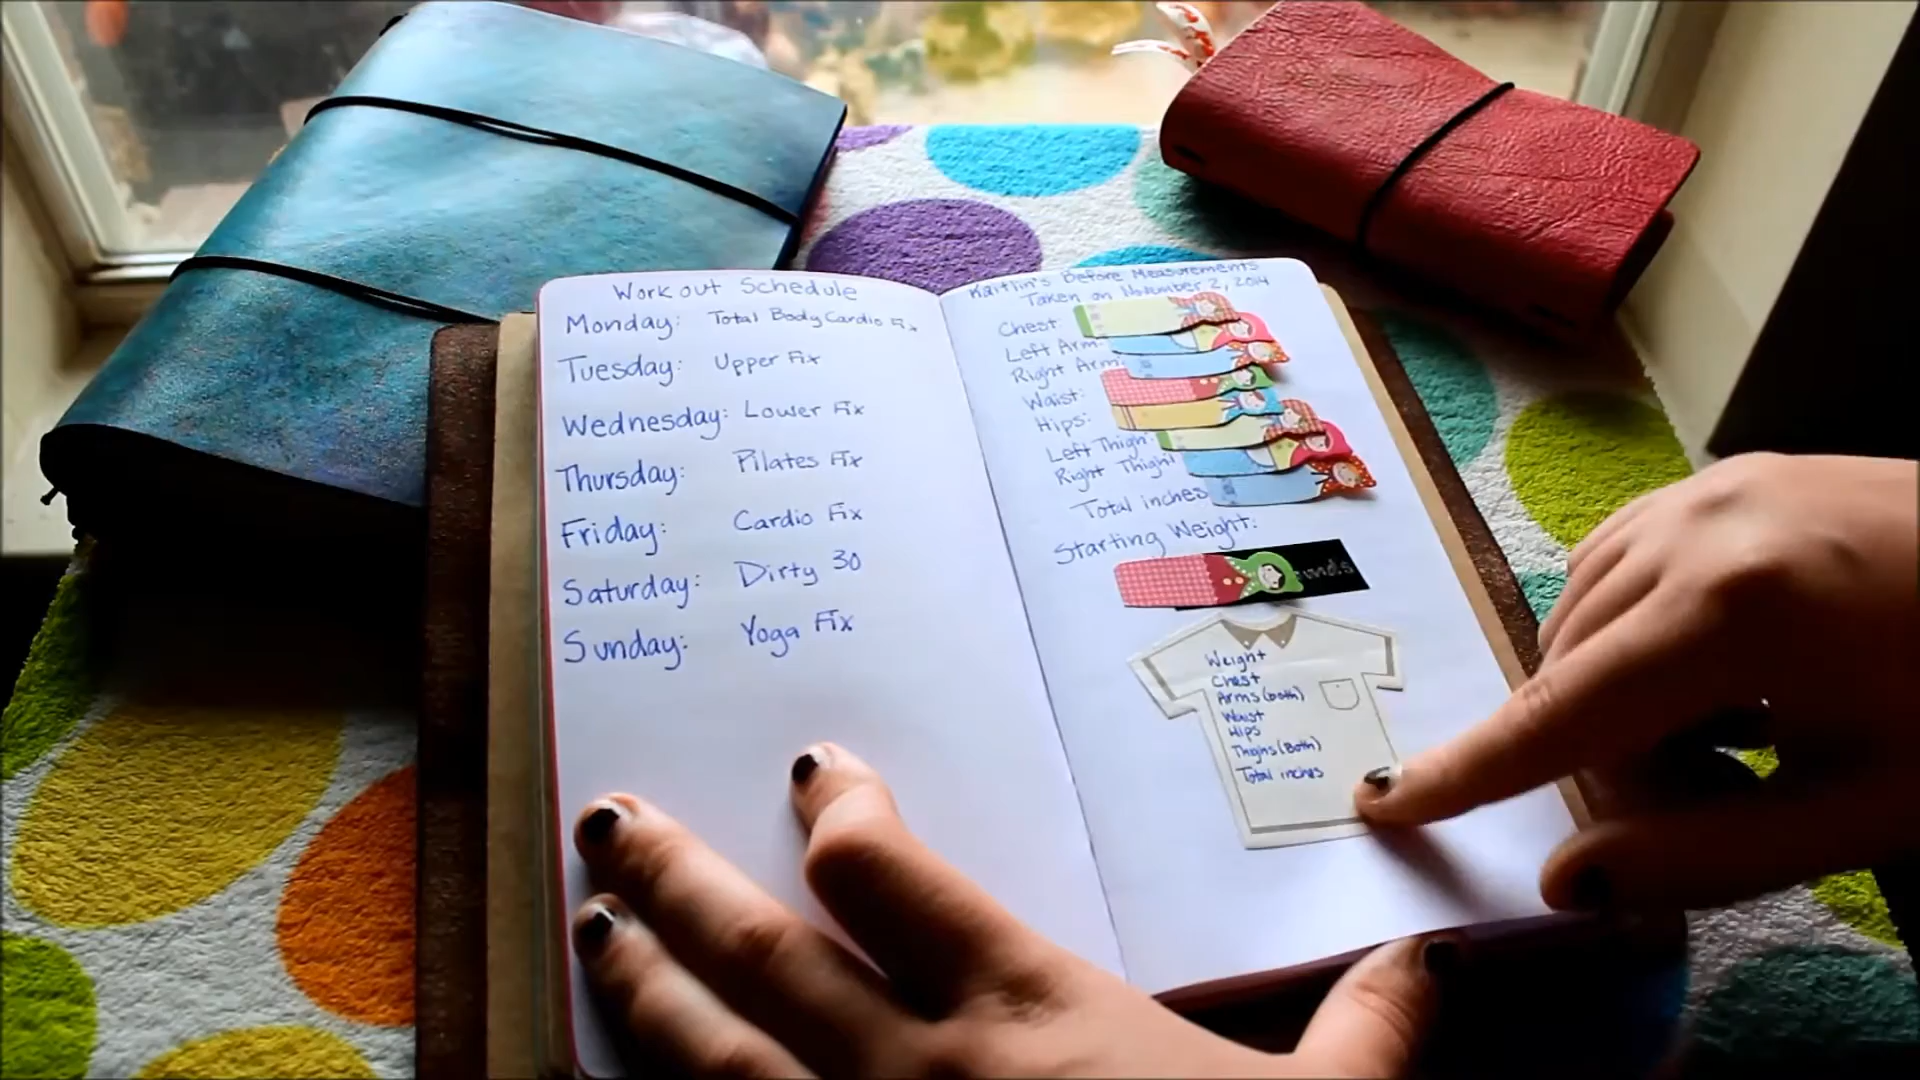 Workout Schedule
Monday: Total Body Cardio Fix
Tuesday: Upper Fix
Wednesday: Lower Fix
Thursday: Pilates Fix
Friday: Cardio Fix
Saturday: Dirty 30
Sunday: Yoga Fix
Kaitlin's Before Measurements
Taken on November 2, 2014
Chest:
Left Arm:
Right Arm:
Waist:
Hips:
Left Thigh:
Right Thigh:
Total inches
Starting Weight:
Weight
Chest
Arms (both)
Waist
Hips
Thighs (Both)
Total inches